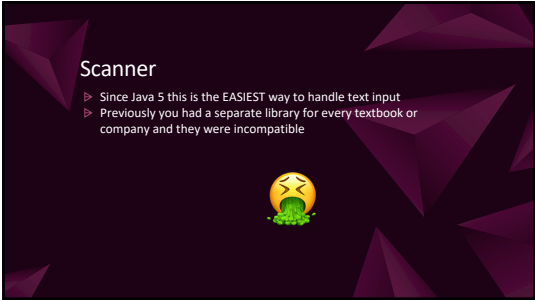 Scanner
Since Java 5 this is the EASIEST way to handle text input
Previously you had a separate library for every textbook or
company and they were incompatible